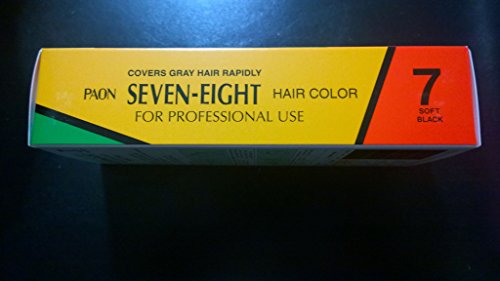 COVERS GRAY HAIR RAPIDLY
PAON SEVEN-EIGHT HAIR COLOR
FOR PROFESSIONAL USE
7
SOFT
BLACK